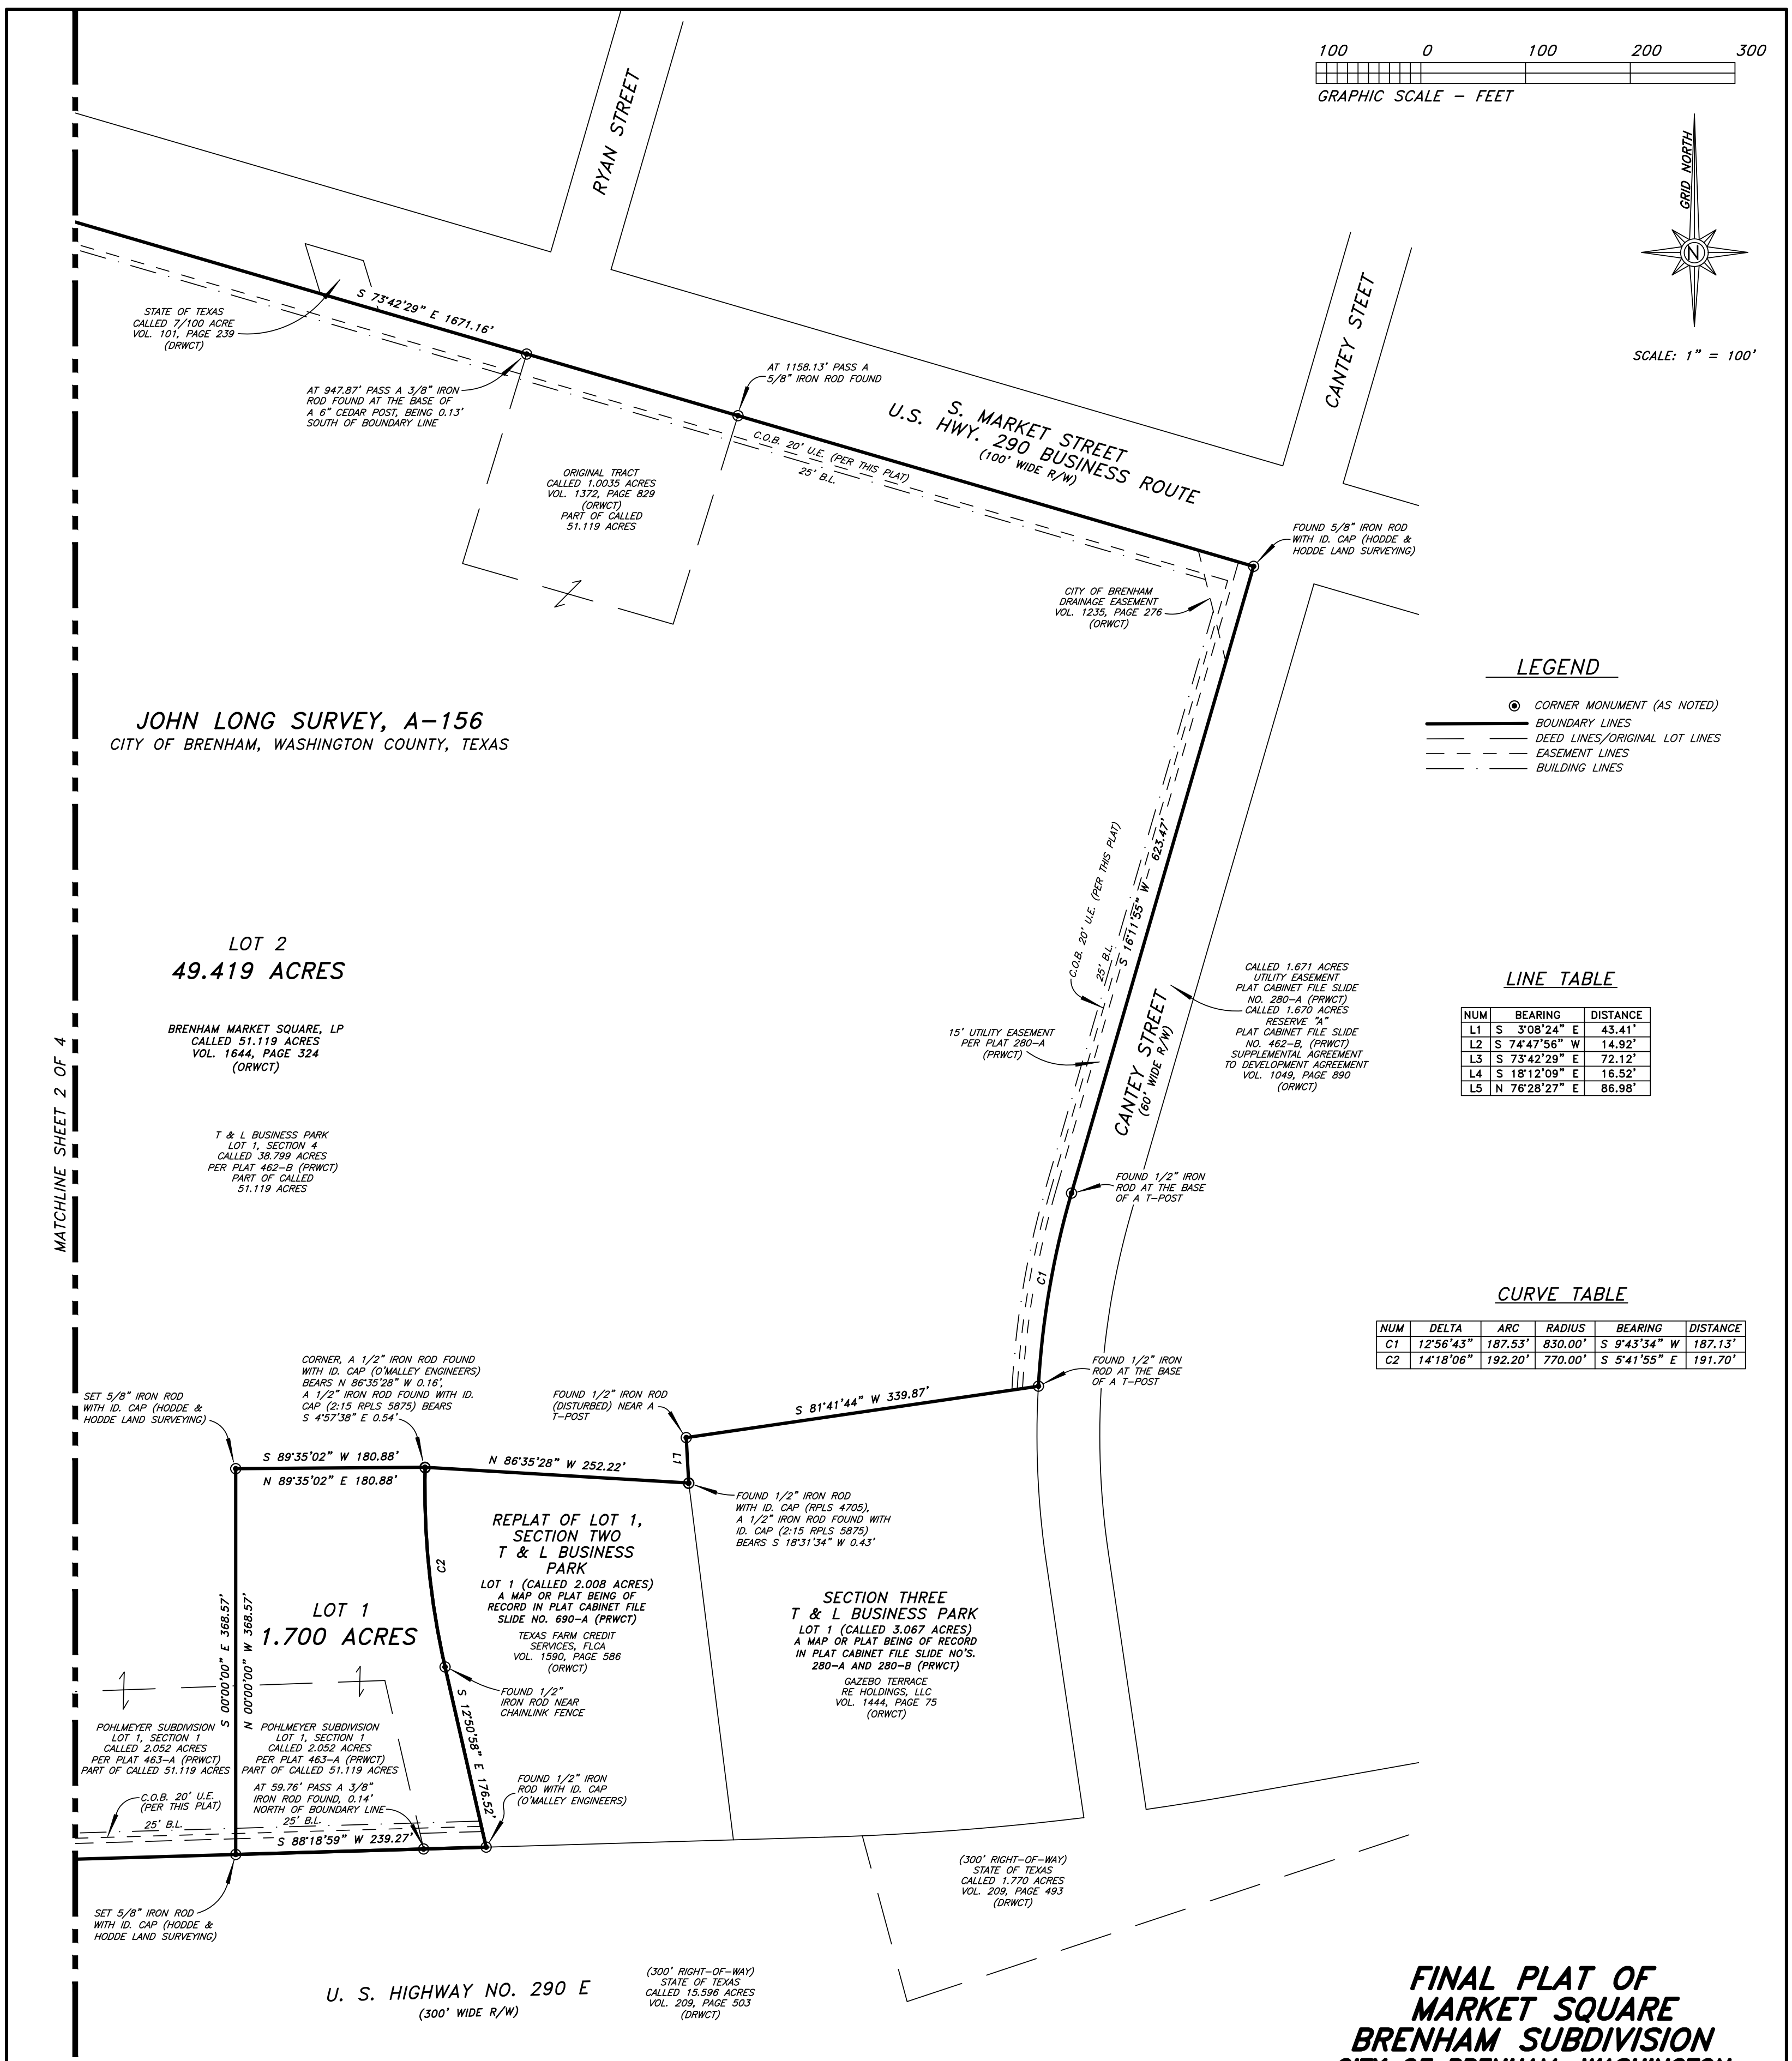 100 0 100 200 300
GRAPHIC SCALE – FEET
GRID NORTH
N
SCALE: 1" = 100'
RYAN STREET
CANTEY STEET
STATE OF TEXAS
CALLED 7/100 ACRE
VOL. 101, PAGE 239
(DRWCT)
S 73°42'29" E 1671.16'
AT 947.87' PASS A 3/8" IRON
ROD FOUND AT THE BASE OF
A 6" CEDAR POST, BEING 0.13'
SOUTH OF BOUNDARY LINE
AT 1158.13' PASS A
5/8" IRON ROD FOUND
S. MARKET STREET
U.S. HWY. 290 BUSINESS ROUTE
(100' WIDE R/W)
C.O.B. 20' U.E. (PER THIS PLAT)
25' B.L.
ORIGINAL TRACT
CALLED 1.0035 ACRES
VOL. 1372, PAGE 829
(ORWCT)
PART OF CALLED
51.119 ACRES
FOUND 5/8" IRON ROD
WITH ID. CAP (HODDE &
HODDE LAND SURVEYING)
CITY OF BRENHAM
DRAINAGE EASEMENT
VOL. 1235, PAGE 276
(ORWCT)
LEGEND
CORNER MONUMENT (AS NOTED)
BOUNDARY LINES
DEED LINES/ORIGINAL LOT LINES
EASEMENT LINES
BUILDING LINES
JOHN LONG SURVEY, A–156
CITY OF BRENHAM, WASHINGTON COUNTY, TEXAS
LOT 2
49.419 ACRES
BRENHAM MARKET SQUARE, LP
CALLED 51.119 ACRES
VOL. 1644, PAGE 324
(ORWCT)
T & L BUSINESS PARK
LOT 1, SECTION 4
CALLED 38.799 ACRES
PER PLAT 462–B (PRWCT)
PART OF CALLED
51.119 ACRES
MATCHLINE SHEET 2 OF 4
C.O.B. 20' U.E. (PER THIS PLAT)
25' B.L.
S 16°11'55" W 623.47'
15' UTILITY EASEMENT
PER PLAT 280–A
(PRWCT)
CANTEY STREET
(60' WIDE R/W)
CALLED 1.671 ACRES
UTILITY EASEMENT
PLAT CABINET FILE SLIDE
NO. 280–A (PRWCT)
CALLED 1.670 ACRES
RESERVE "A"
PLAT CABINET FILE SLIDE
NO. 462–B, (PRWCT)
SUPPLEMENTAL AGREEMENT
TO DEVELOPMENT AGREEMENT
VOL. 1049, PAGE 890
(ORWCT)
LINE TABLE
NUM BEARING DISTANCE
L1 S 3°08'24" E 43.41'
L2 S 74°47'56" W 14.92'
L3 S 73°42'29" E 72.12'
L4 S 18°12'09" E 16.52'
L5 N 76°28'27" E 86.98'
FOUND 1/2" IRON
ROD AT THE BASE
OF A T–POST
C1
CURVE TABLE
NUM DELTA ARC RADIUS BEARING DISTANCE
C1 12°56'43" 187.53' 830.00' S 9°43'34" W 187.13'
C2 14°18'06" 192.20' 770.00' S 5°41'55" E 191.70'
FOUND 1/2" IRON
ROD AT THE BASE
OF A T–POST
CORNER, A 1/2" IRON ROD FOUND
WITH ID. CAP (O'MALLEY ENGINEERS)
BEARS N 86°35'28" W 0.16',
A 1/2" IRON ROD FOUND WITH ID.
CAP (2:15 RPLS 5875) BEARS
S 4°57'38" E 0.54'
SET 5/8" IRON ROD
WITH ID. CAP (HODDE &
HODDE LAND SURVEYING)
FOUND 1/2" IRON ROD
(DISTURBED) NEAR A
T–POST
S 81°41'44" W 339.87'
L1
S 89°35'02" W 180.88'
N 89°35'02" E 180.88'
N 86°35'28" W 252.22'
FOUND 1/2" IRON ROD
WITH ID. CAP (RPLS 4705),
A 1/2" IRON ROD FOUND WITH
ID. CAP (2:15 RPLS 5875)
BEARS S 18°31'34" W 0.43'
REPLAT OF LOT 1,
SECTION TWO
T & L BUSINESS
PARK
LOT 1 (CALLED 2.008 ACRES)
A MAP OR PLAT BEING OF
RECORD IN PLAT CABINET FILE
SLIDE NO. 690–A (PRWCT)
TEXAS FARM CREDIT
SERVICES, FLCA
VOL. 1590, PAGE 586
(ORWCT)
C2
SECTION THREE
T & L BUSINESS PARK
LOT 1 (CALLED 3.067 ACRES)
A MAP OR PLAT BEING OF RECORD
IN PLAT CABINET FILE SLIDE NO'S.
280–A AND 280–B (PRWCT)
GAZEBO TERRACE
RE HOLDINGS, LLC
VOL. 1444, PAGE 75
(ORWCT)
LOT 1
1.700 ACRES
S 00°00'00" E 368.57'
N 00°00'00" W 368.57'
FOUND 1/2"
IRON ROD NEAR
CHAINLINK FENCE
S 12°50'58" E 176.52'
POHLMEYER SUBDIVISION
LOT 1, SECTION 1
CALLED 2.052 ACRES
PER PLAT 463–A (PRWCT)
PART OF CALLED 51.119 ACRES
POHLMEYER SUBDIVISION
LOT 1, SECTION 1
CALLED 2.052 ACRES
PER PLAT 463–A (PRWCT)
PART OF CALLED 51.119 ACRES
C.O.B. 20' U.E.
(PER THIS PLAT)
25' B.L.
AT 59.76' PASS A 3/8"
IRON ROD FOUND, 0.14'
NORTH OF BOUNDARY LINE
25' B.L.
S 88°18'59" W 239.27'
FOUND 1/2" IRON
ROD WITH ID. CAP
(O'MALLEY ENGINEERS)
SET 5/8" IRON ROD
WITH ID. CAP (HODDE &
HODDE LAND SURVEYING)
(300' RIGHT–OF–WAY)
STATE OF TEXAS
CALLED 1.770 ACRES
VOL. 209, PAGE 493
(DRWCT)
U. S. HIGHWAY NO. 290 E
(300' WIDE R/W)
(300' RIGHT–OF–WAY)
STATE OF TEXAS
CALLED 15.596 ACRES
VOL. 209, PAGE 503
(DRWCT)
FINAL PLAT OF
MARKET SQUARE
BRENHAM SUBDIVISION
CITY OF BRENHAM, WASHINGTON